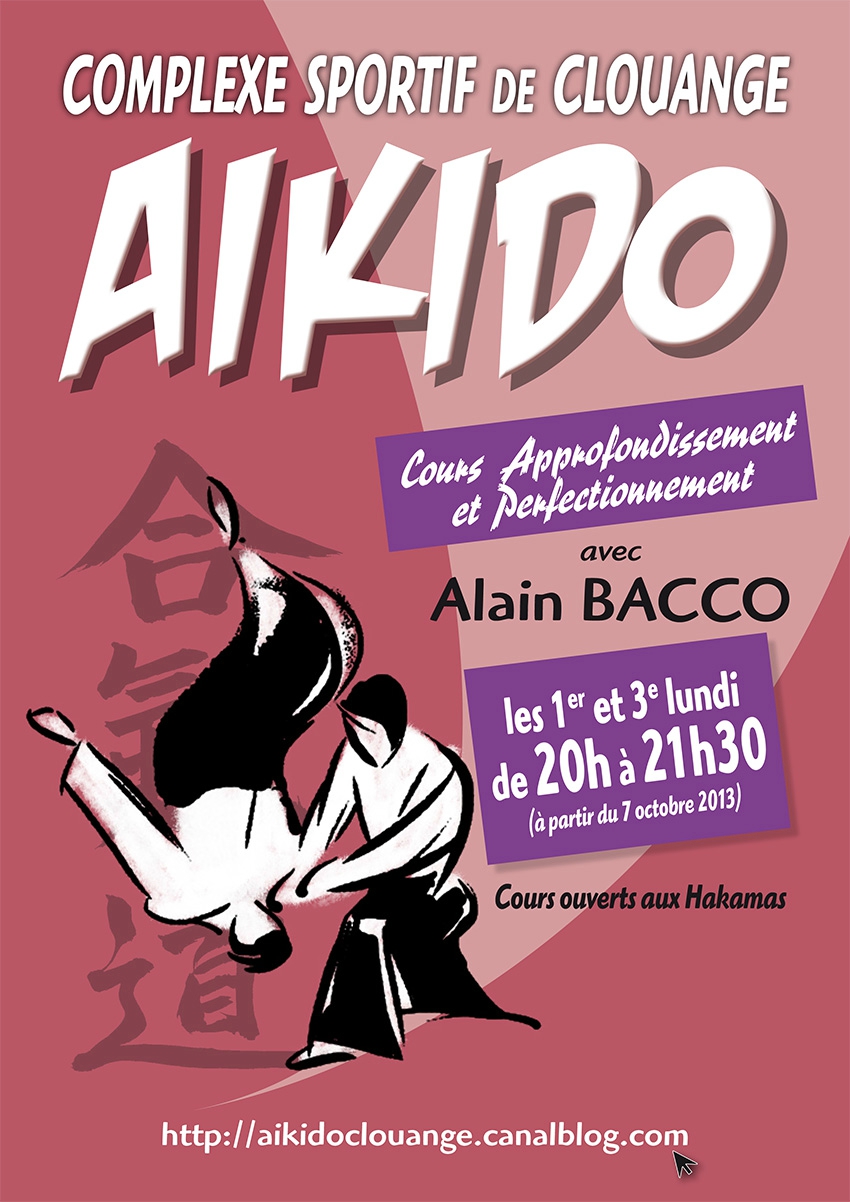 COMPLEXE SPORTIF DE CLOUANGE
AIKIDO
Cours Approfondissement
et Perfectionnement
avec
Alain BACCO
les 1er et 3e lundi
de 20h à 21h30
(à partir du 7 octobre 2013)
Cours ouverts aux Hakamas
合
氣
道
http://aikidoclouange.canalblog.com